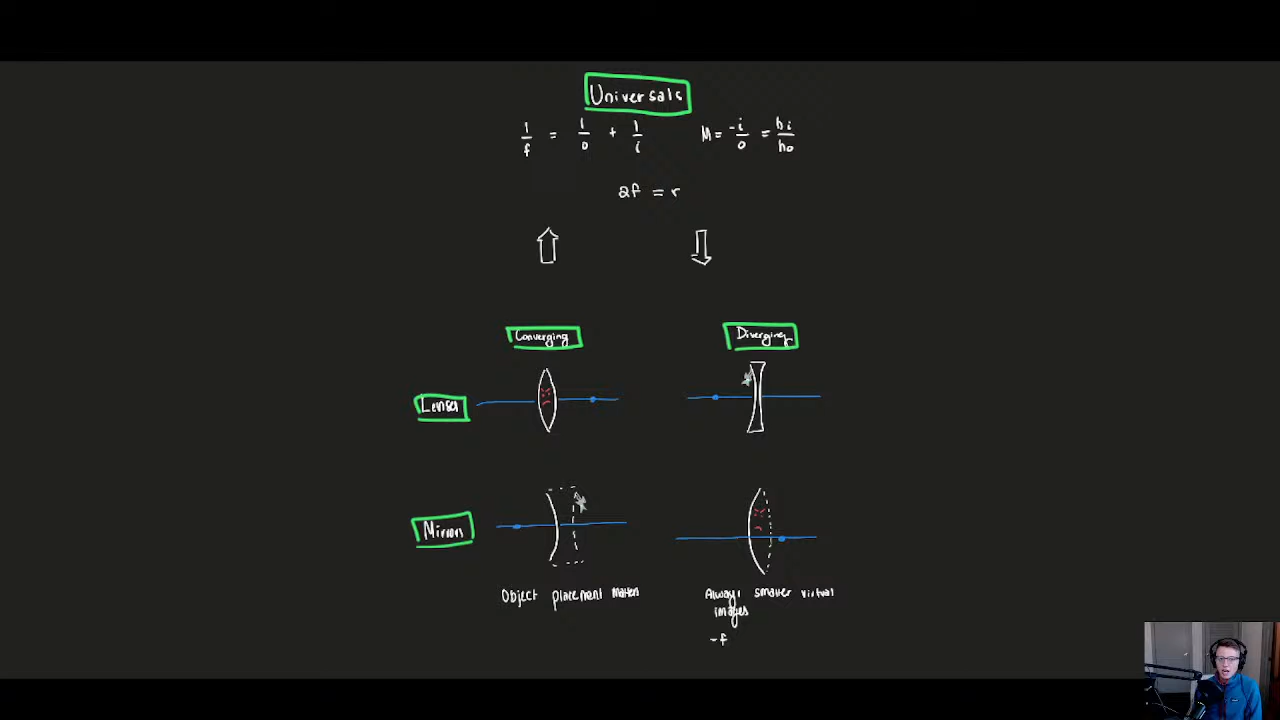 Universals
1/f = 1/o + 1/i M = -i/o = hi/ho
2f = r
Converging Diverging
Lenses
Mirrors
Object placement matters Always smaller virtual
images
-f